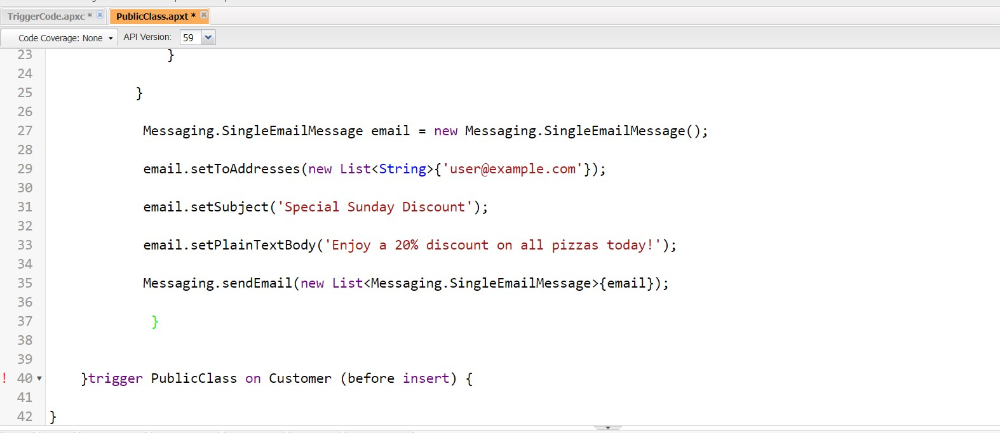 TriggerCode.apxc * PublicClass.apxt *
Code Coverage: None API Version: 59
23 }
24
25 }
26
27 Messaging.SingleEmailMessage email = new Messaging.SingleEmailMessage();
28
29 email.setToAddresses(new List<String>{'user@example.com'});
30
31 email.setSubject('Special Sunday Discount');
32
33 email.setPlainTextBody('Enjoy a 20% discount on all pizzas today!');
34
35 Messaging.sendEmail(new List<Messaging.SingleEmailMessage>{email});
36
37 }
38
39
! 40 }trigger PublicClass on Customer (before insert) {
41
42 }